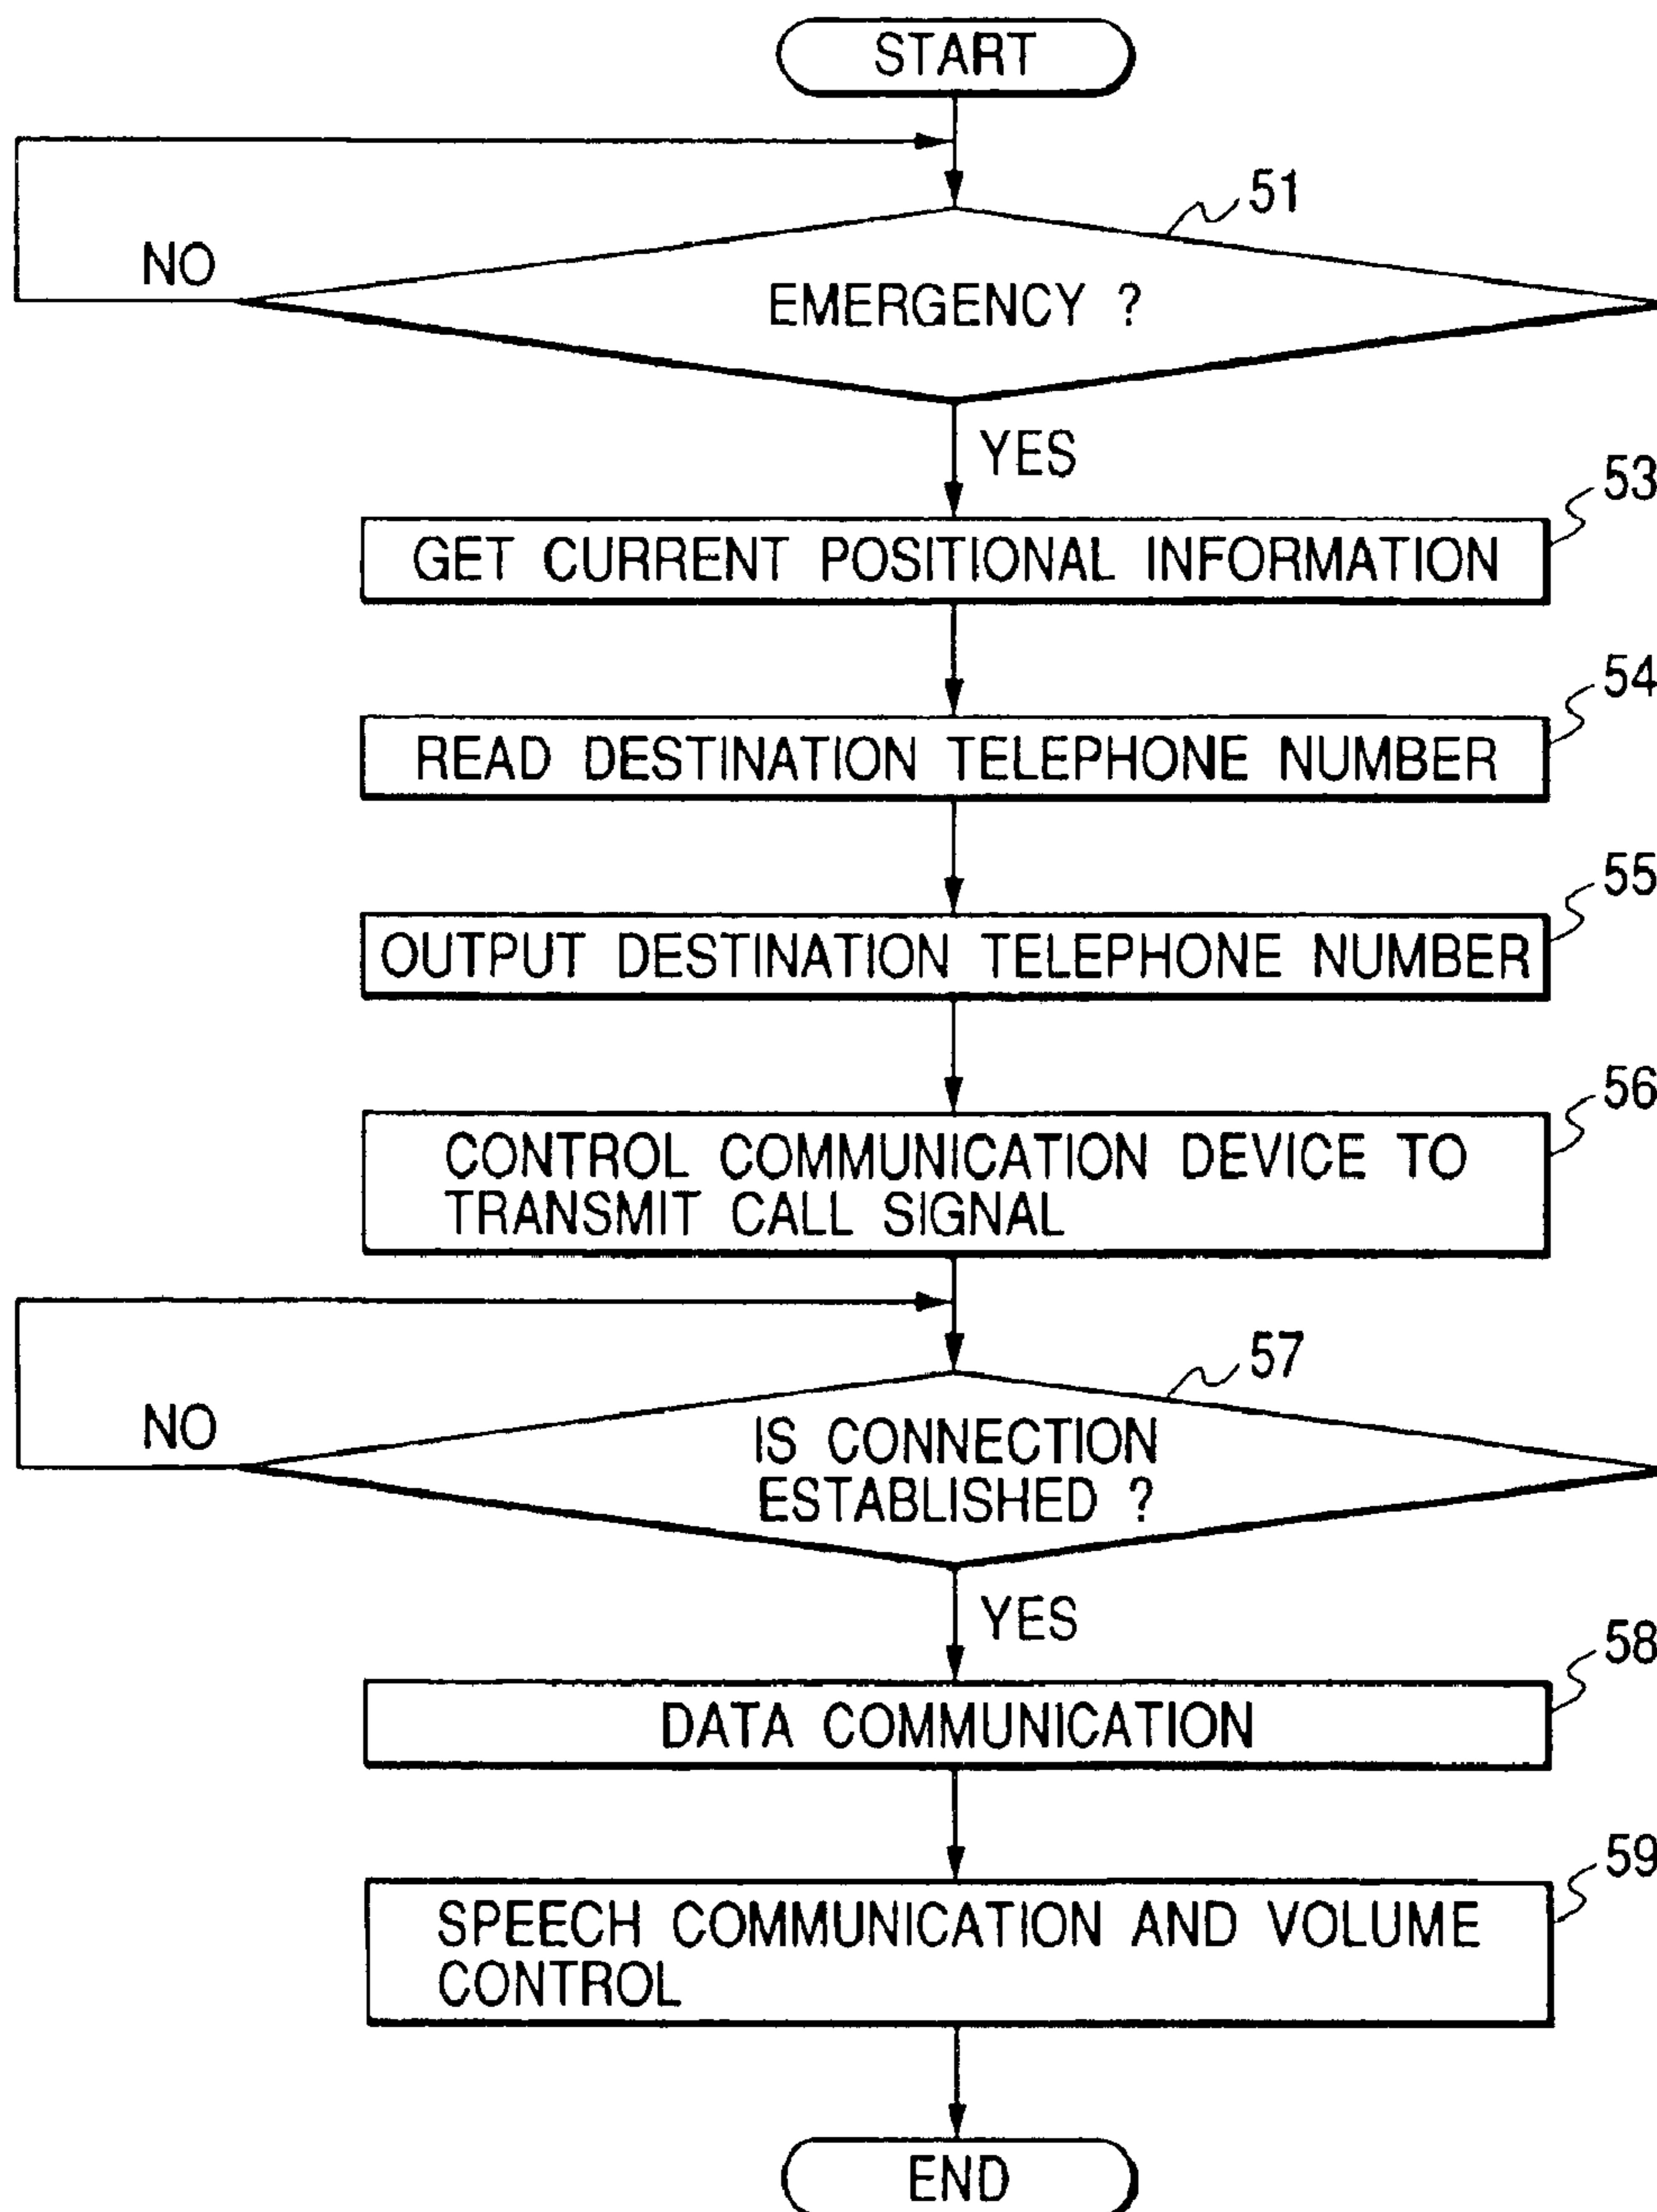 START
51
NO
EMERGENCY ?
YES
53
GET CURRENT POSITIONAL INFORMATION
54
READ DESTINATION TELEPHONE NUMBER
55
OUTPUT DESTINATION TELEPHONE NUMBER
56
CONTROL COMMUNICATION DEVICE TO
TRANSMIT CALL SIGNAL
57
NO
IS CONNECTION
ESTABLISHED ?
YES
58
DATA COMMUNICATION
59
SPEECH COMMUNICATION AND VOLUME
CONTROL
END